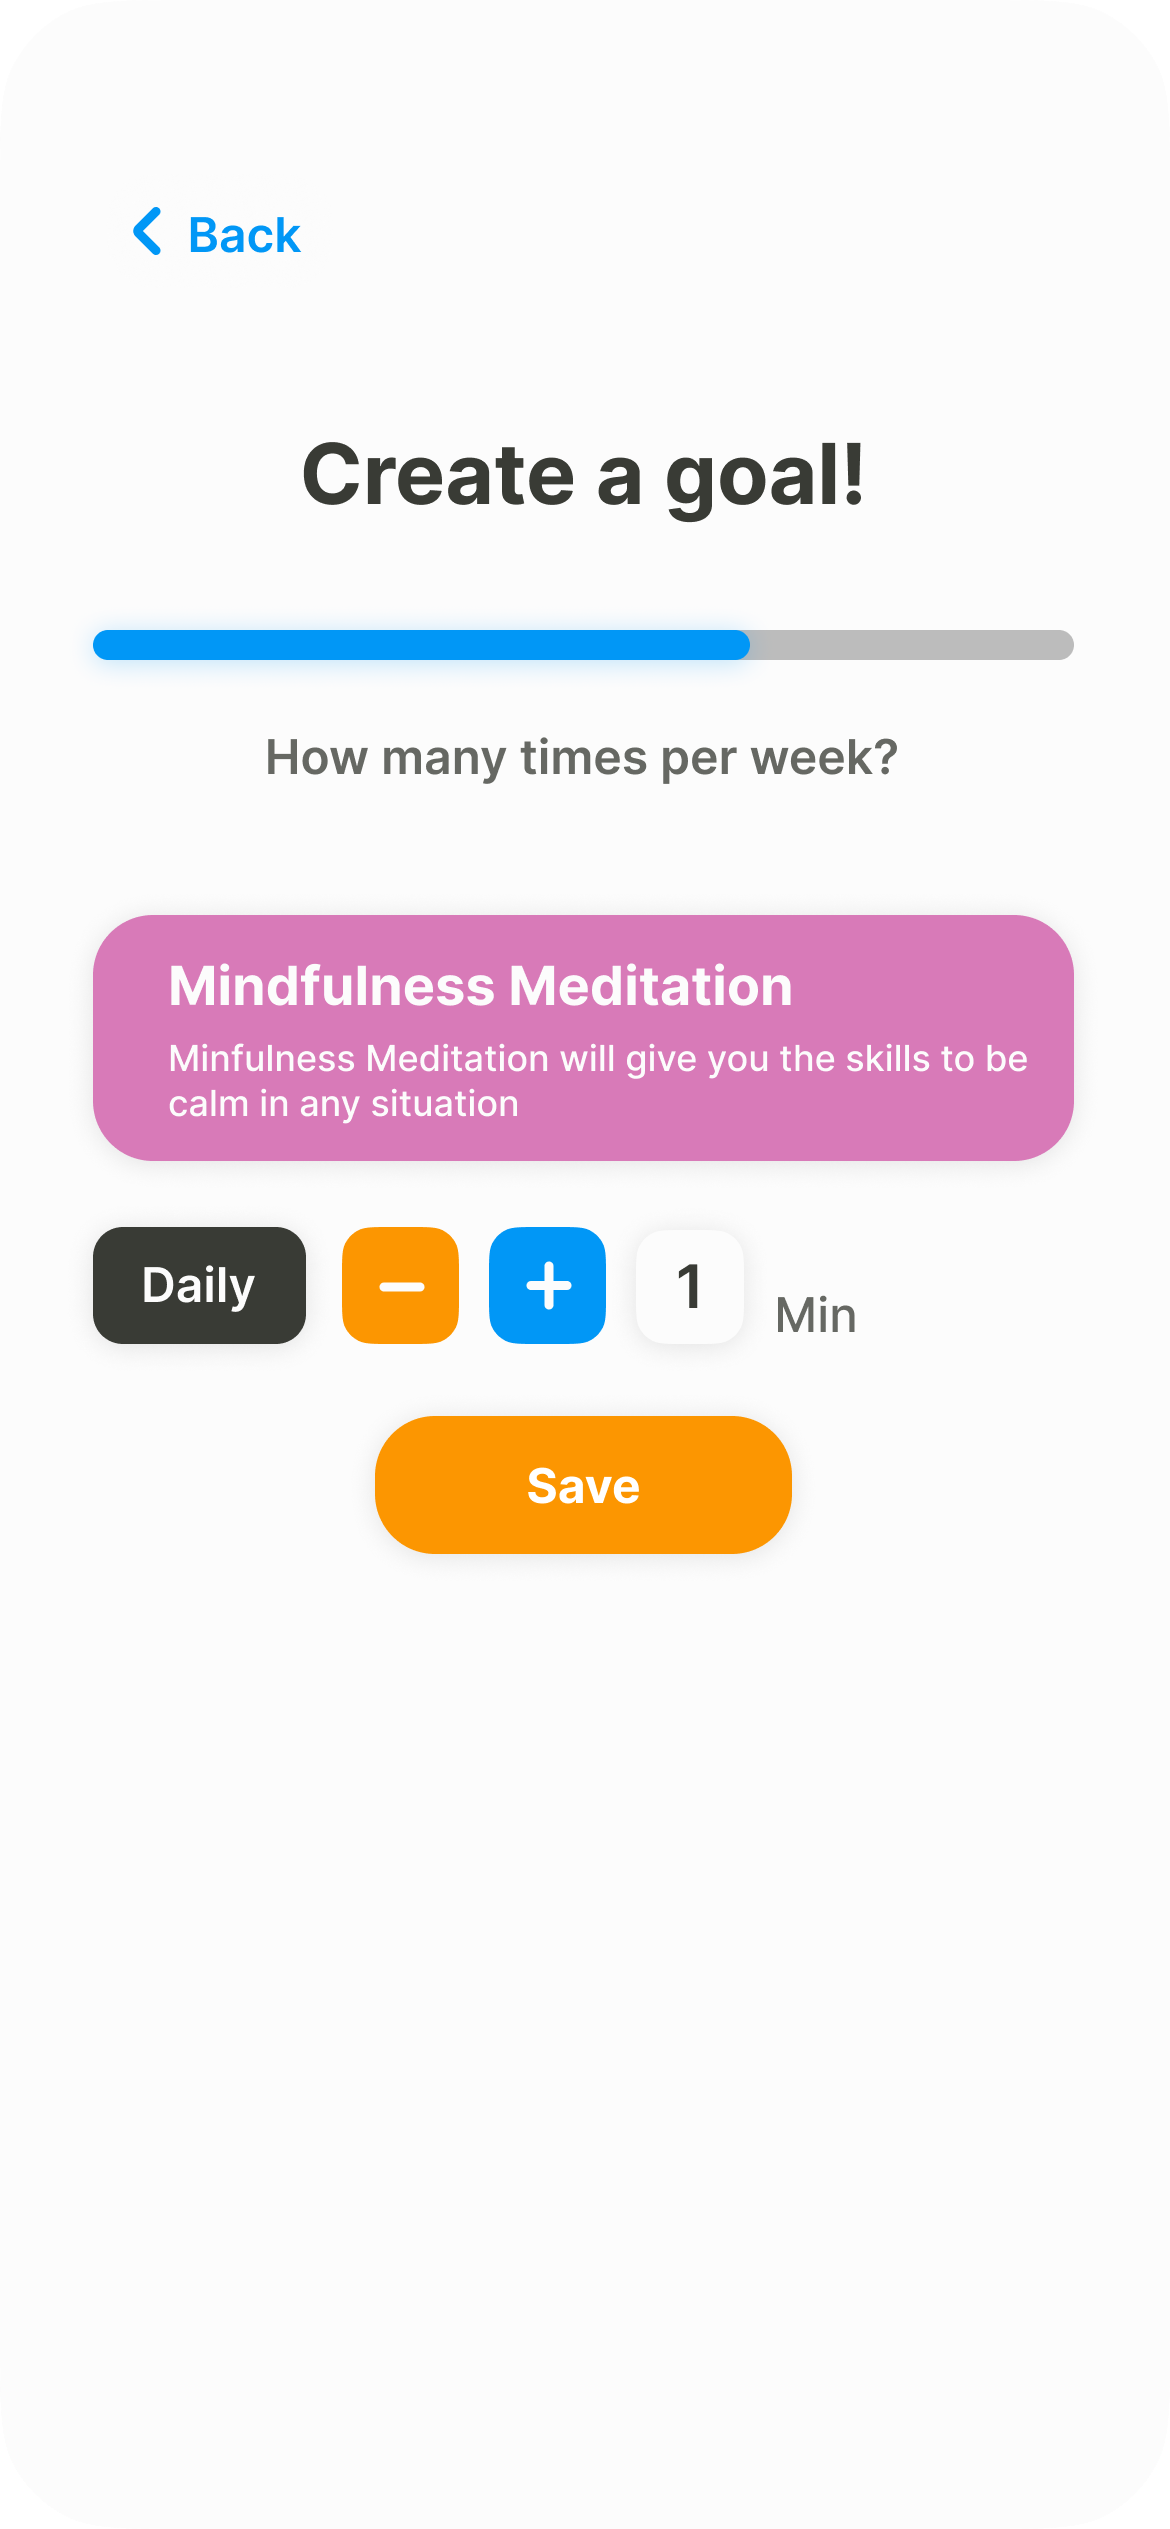 Back
Create a goal!
How many times per week?
Mindfulness Meditation
Minfulness Meditation will give you the skills to be
calm in any situation
Daily
1
Min
Save